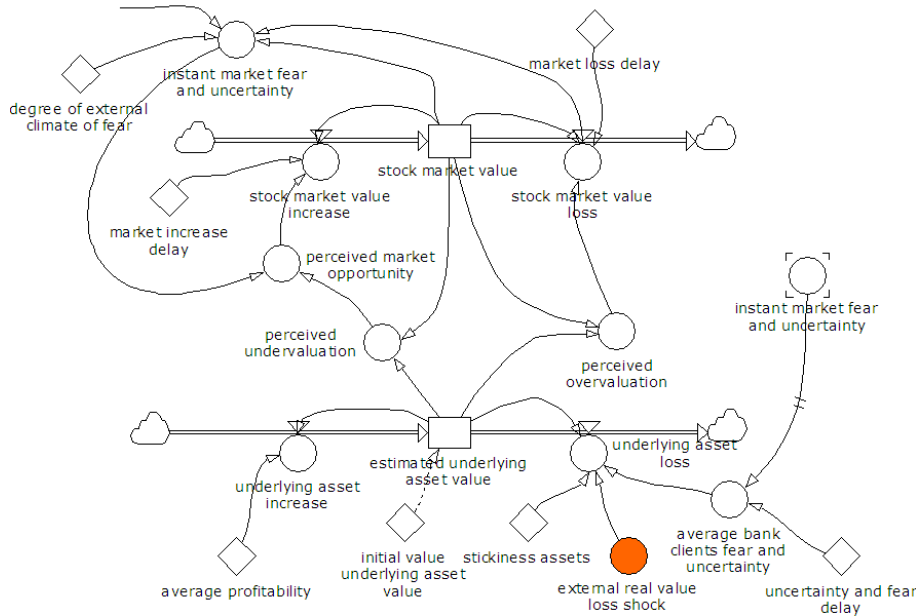 instant market fear
and uncertainty
market loss delay
degree of external
climate of fear
stock market value
stock market value
increase
stock market value
loss
market increase
delay
perceived market
opportunity
instant market fear
and uncertainty
perceived
undervaluation
perceived
overvaluation
underlying asset
loss
estimated underlying
asset value
underlying asset
increase
average bank
clients fear and
uncertainty
initial value
underlying asset
value
stickiness assets
average profitability
external real value
loss shock
uncertainty and fear
delay